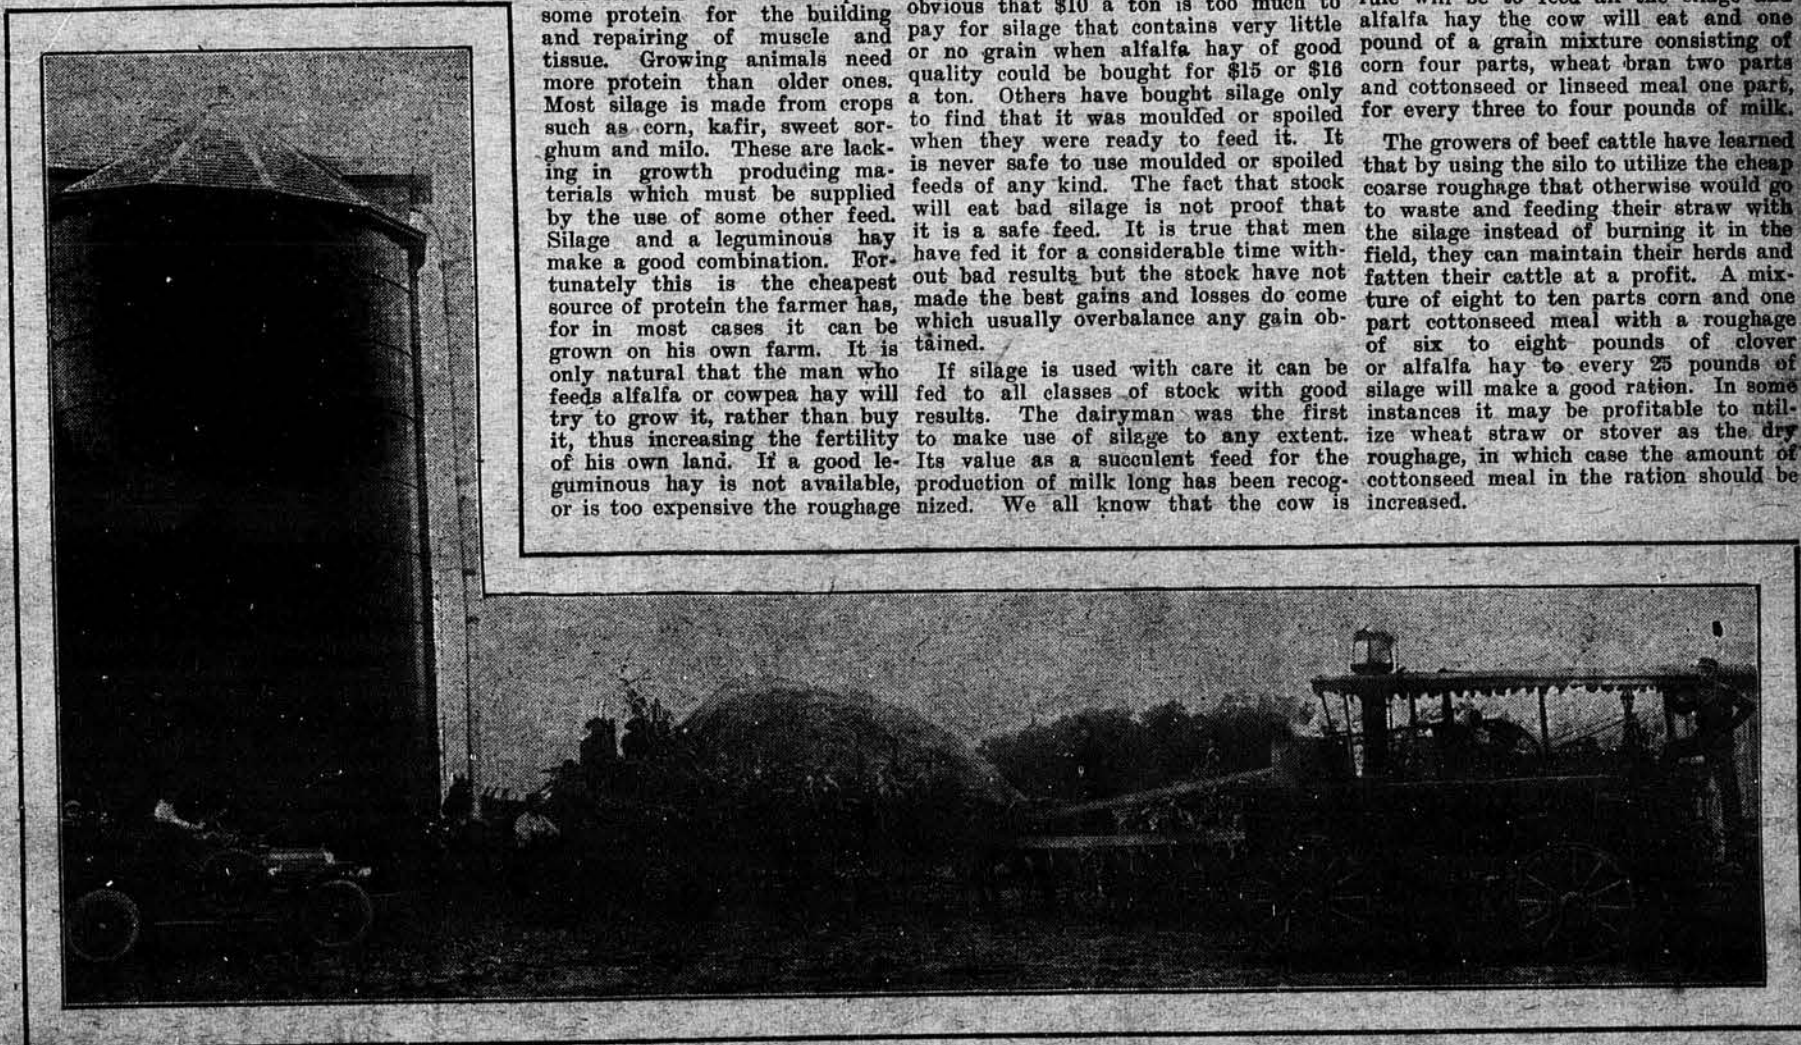 some protein for the building
and repairing of muscle and
tissue. Growing animals need
more protein than older ones.
Most silage is made from crops
such as corn, kafir, sweet sor-
ghum and milo. These are lack-
ing in growth producing ma-
terials which must be supplied
by the use of some other feed.
Silage and a leguminous hay
make a good combination. For-
tunately this is the cheapest
source of protein the farmer has,
for in most cases it can be
grown on his own farm. It is
only natural that the man who
feeds alfalfa or cowpea hay will
try to grow it, rather than buy
it, thus increasing the fertility
of his own land. If a good le-
guminous hay is not available,
or is too expensive the roughage
obvious that $10 a ton is too much to
pay for silage that contains very little
or no grain when alfalfa hay of good
quality could be bought for $15 or $16
a ton. Others have bought silage only
to find that it was moulded or spoiled
when they were ready to feed it. It
is never safe to use moulded or spoiled
feeds of any kind. The fact that stock
will eat bad silage is not proof that
it is a safe feed. It is true that men
have fed it for a considerable time with-
out bad results but the stock have not
made the best gains and losses do come
which usually overbalance any gain ob-
tained.
If silage is used with care it can be
fed to all classes of stock with good
results. The dairyman was the first
to make use of silage to any extent.
Its value as a succulent feed for the
production of milk long has been recog-
nized. We all know that the cow is
alfalfa hay the cow will eat and one
pound of a grain mixture consisting of
corn four parts, wheat bran two parts
and cottonseed or linseed meal one part,
for every three to four pounds of milk.
The growers of beef cattle have learned
that by using the silo to utilize the cheap
coarse roughage that otherwise would go
to waste and feeding their straw with
the silage instead of burning it in the
field, they can maintain their herds and
fatten their cattle at a profit. A mix-
ture of eight to ten parts corn and one
part cottonseed meal with a roughage
of six to eight pounds of clover
or alfalfa hay to every 25 pounds of
silage will make a good ration. In some
instances it may be profitable to util-
ize wheat straw or stover as the dry
roughage, in which case the amount of
cottonseed meal in the ration should be
increased.